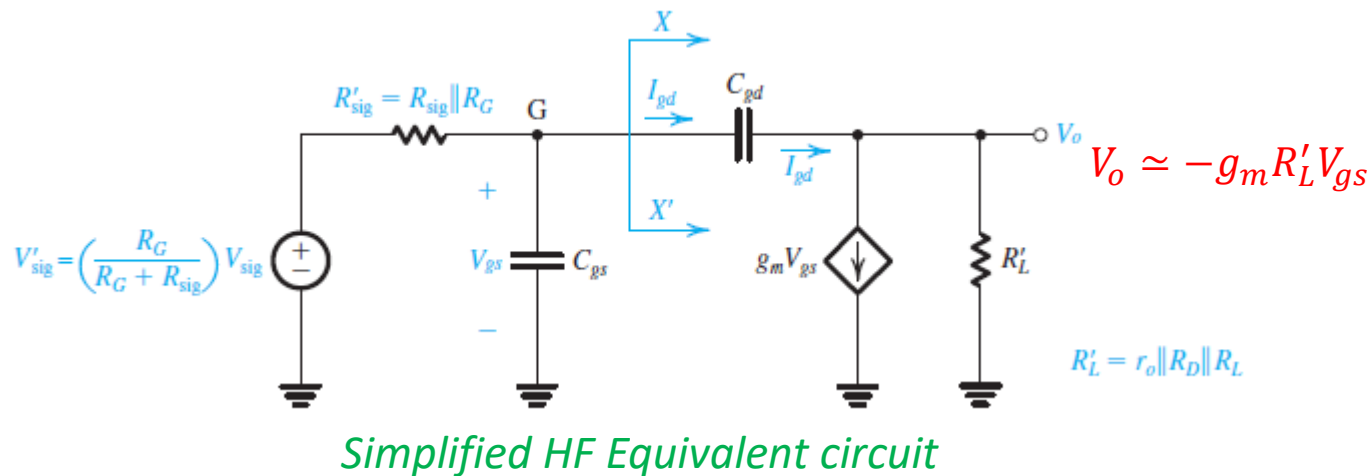 X
R'sig = Rsig||RG
G
Igd
Cgd
Vo
Vo ≃ −gmR'LVgs
Igd
+
X'
V'sig = (RG / (RG + Rsig)) Vsig
+
−
Vgs
Cgs
gmVgs
R'L
−
R'L = ro||RD||RL
Simplified HF Equivalent circuit